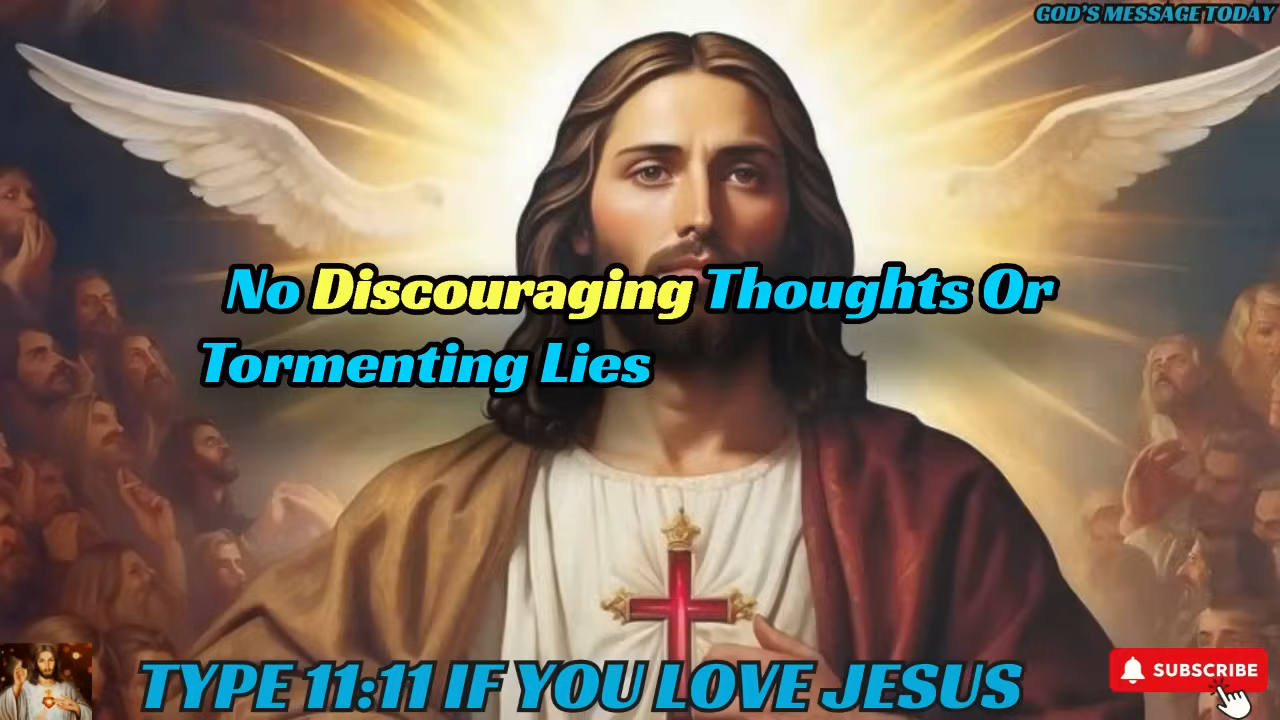 GOD'S MESSAGE TODAY
No Discouraging Thoughts Or
Tormenting Lies
TYPE 11:11 IF YOU LOVE JESUS
SUBSCRIBE